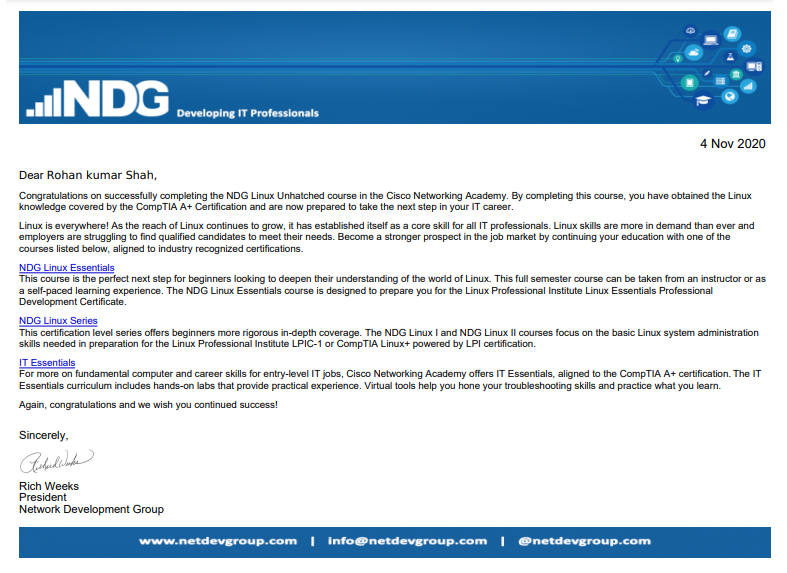 NDG Developing IT Professionals
4 Nov 2020
Dear Rohan kumar Shah,
Congratulations on successfully completing the NDG Linux Unhatched course in the Cisco Networking Academy. By completing this course, you have obtained the Linux
knowledge covered by the CompTIA A+ Certification and are now prepared to take the next step in your IT career.
Linux is everywhere! As the reach of Linux continues to grow, it has established itself as a core skill for all IT professionals. Linux skills are more in demand than ever and
employers are struggling to find qualified candidates to meet their needs. Become a stronger prospect in the job market by continuing your education with one of the
courses listed below, aligned to industry recognized certifications.
NDG Linux Essentials
This course is the perfect next step for beginners looking to deepen their understanding of the world of Linux. This full semester course can be taken from an instructor or as
a self-paced learning experience. The NDG Linux Essentials course is designed to prepare you for the Linux Professional Institute Linux Essentials Professional
Development Certificate.
NDG Linux Series
This certification level series offers beginners more rigorous in-depth coverage. The NDG Linux I and NDG Linux II courses focus on the basic Linux system administration
skills needed in preparation for the Linux Professional Institute LPIC-1 or CompTIA Linux+ powered by LPI certification.
IT Essentials
For more on fundamental computer and career skills for entry-level IT jobs, Cisco Networking Academy offers IT Essentials, aligned to the CompTIA A+ certification. The IT
Essentials curriculum includes hands-on labs that provide practical experience. Virtual tools help you hone your troubleshooting skills and practice what you learn.
Again, congratulations and we wish you continued success!
Sincerely,
Richard Weeks
Rich Weeks
President
Network Development Group
www.netdevgroup.com | info@netdevgroup.com | @netdevgroup.com